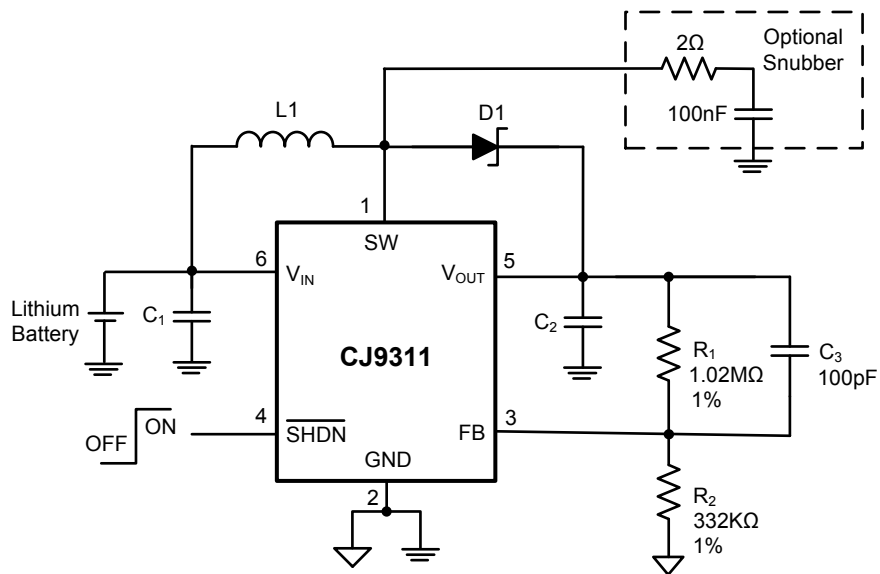 2Ω
Optional
Snubber
100nF
L1
D1
1
SW
6
VIN
VOUT
5
Lithium
Battery
C1
C2
CJ9311
R1
1.02MΩ
1%
C3
100pF
OFF
ON
4
SHDN
FB
3
GND
2
R2
332KΩ
1%